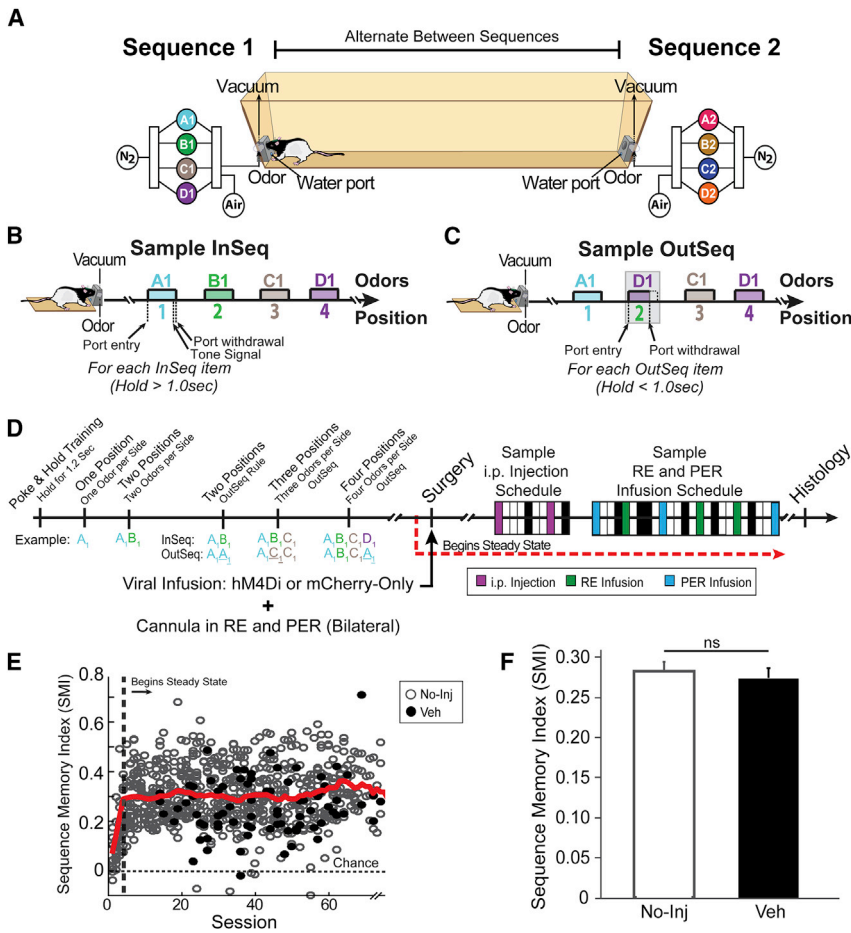 A
Sequence 1
Alternate Between Sequences
Sequence 2
Vacuum
Vacuum
A1
B1
C1
D1
N2
Air
Odor
Water port
Water port
Odor
A2
B2
C2
D2
N2
Air
B
Sample InSeq
Vacuum
A1 B1 C1 D1 Odors
1 2 3 4 Position
Odor
Port entry
Port withdrawal
Tone Signal
For each InSeq item
(Hold > 1.0sec)
C
Sample OutSeq
Vacuum
A1 D1 C1 D1 Odors
1 2 3 4 Position
Odor
Port entry
Port withdrawal
For each OutSeq item
(Hold < 1.0sec)
D
Poke & Hold Training
Hold for 1.2 Sec
One Position
One Odor per Side
Two Positions
Two Odors per Side
Two Positions
OutSeq Rule
Three Positions
Three Odors per Side
OutSeq
Four Positions
Four Odors per Side
OutSeq
Surgery
Sample
i.p. Injection
Schedule
Sample
RE and PER
Infusion Schedule
Histology
Example: A1 A1B1 InSeq: A1B1 A1B1C1 A1B1C1D1
OutSeq: A1A1 A1C1C1 A1B1C1A1
Begins Steady State
Viral Infusion: hM4Di or mCherry-Only
+
Cannula in RE and PER (Bilateral)
i.p. Injection RE Infusion PER Infusion
E
Sequence Memory Index (SMI)
0.8
0.6
0.4
0.2
0
Begins Steady State
No-Inj
Veh
Chance
0 20 40 60
Session
F
Sequence Memory Index (SMI)
0.30
0.25
0.20
0.15
0.10
0.05
0
ns
No-Inj Veh